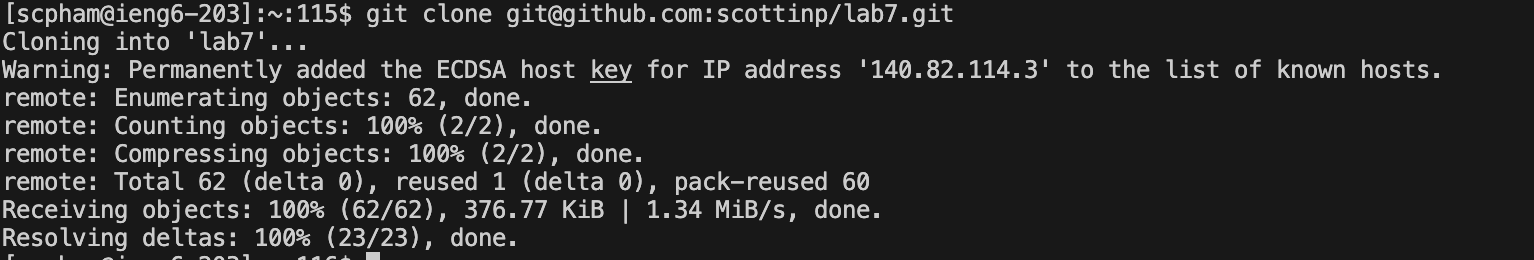 [scpham@ieng6-203]:~:115$ git clone git@github.com:scottinp/lab7.git
Cloning into 'lab7'...
Warning: Permanently added the ECDSA host key for IP address '140.82.114.3' to the list of known hosts.
remote: Enumerating objects: 62, done.
remote: Counting objects: 100% (2/2), done.
remote: Compressing objects: 100% (2/2), done.
remote: Total 62 (delta 0), reused 1 (delta 0), pack-reused 60
Receiving objects: 100% (62/62), 376.77 KiB | 1.34 MiB/s, done.
Resolving deltas: 100% (23/23), done.
[scpham@ieng6-203]:~:116$